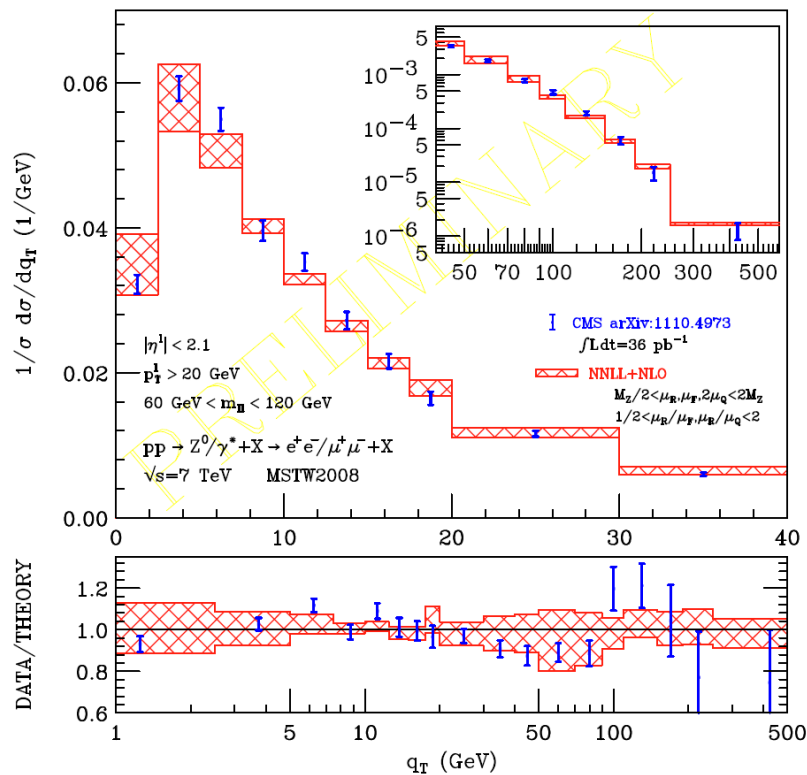 1/σ dσ/dq_T (1/GeV)
0.06
0.04
0.02
0.00
0
10
20
30
40
5
10⁻³
5
10⁻⁴
5
10⁻⁵
5
10⁻⁶
5
50
70
100
200
300
500
PRELIMINARY
CMS arXiv:1110.4973
∫Ldt=36 pb⁻¹
NNLL+NLO
M_Z/2<μ_R,μ_F,2μ_Q<2M_Z
1/2<μ_R/μ_F,μ_R/μ_Q<2
|η^l|<2.1
p_T^l>20 GeV
60 GeV<m_ll<120 GeV
pp→Z⁰/γ*+X→e⁺e⁻/μ⁺μ⁻+X
√s=7 TeV MSTW2008
DATA/THEORY
1.2
1.0
0.8
0.6
1
5
10
50
100
500
q_T (GeV)